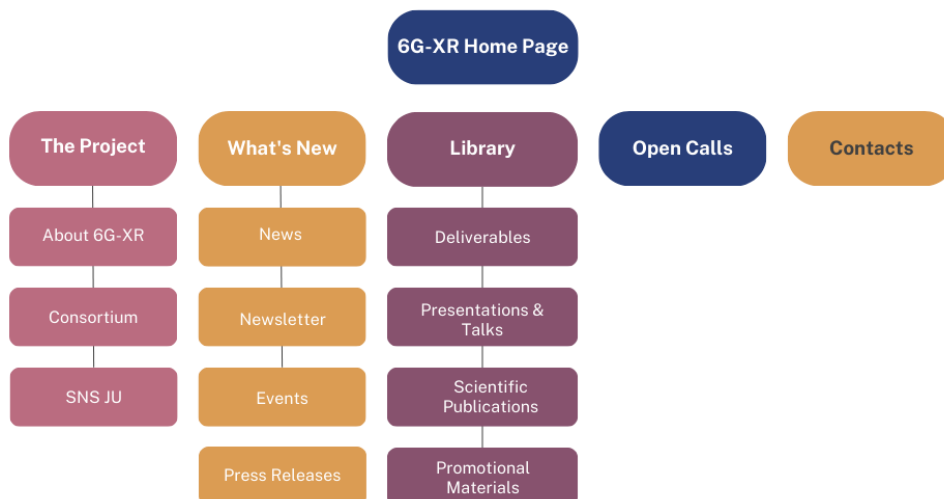 6G-XR Home Page
The Project
What's New
Library
Open Calls
Contacts
About 6G-XR
News
Deliverables
Consortium
Newsletter
Presentations &
Talks
SNS JU
Events
Scientific
Publications
Press Releases
Promotional
Materials